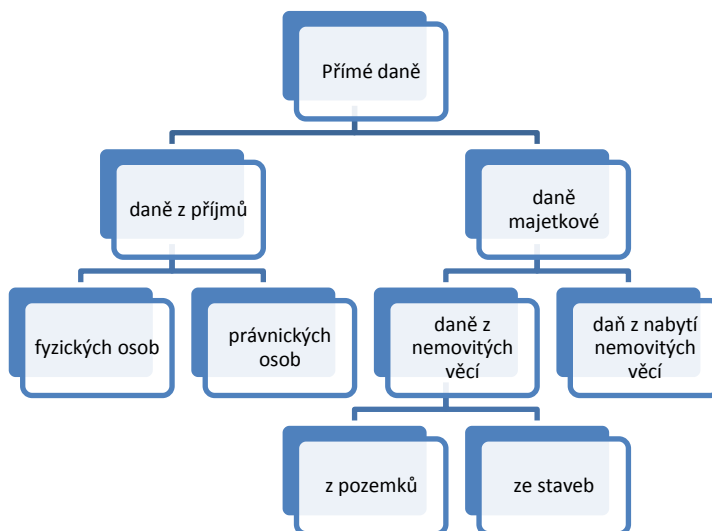 Přímé daně
daně z příjmů
daně
majetkové
fyzických osob
právnických
osob
daně z
nemovitých
věcí
daň z nabytí
nemovitých
věcí
z pozemků
ze staveb